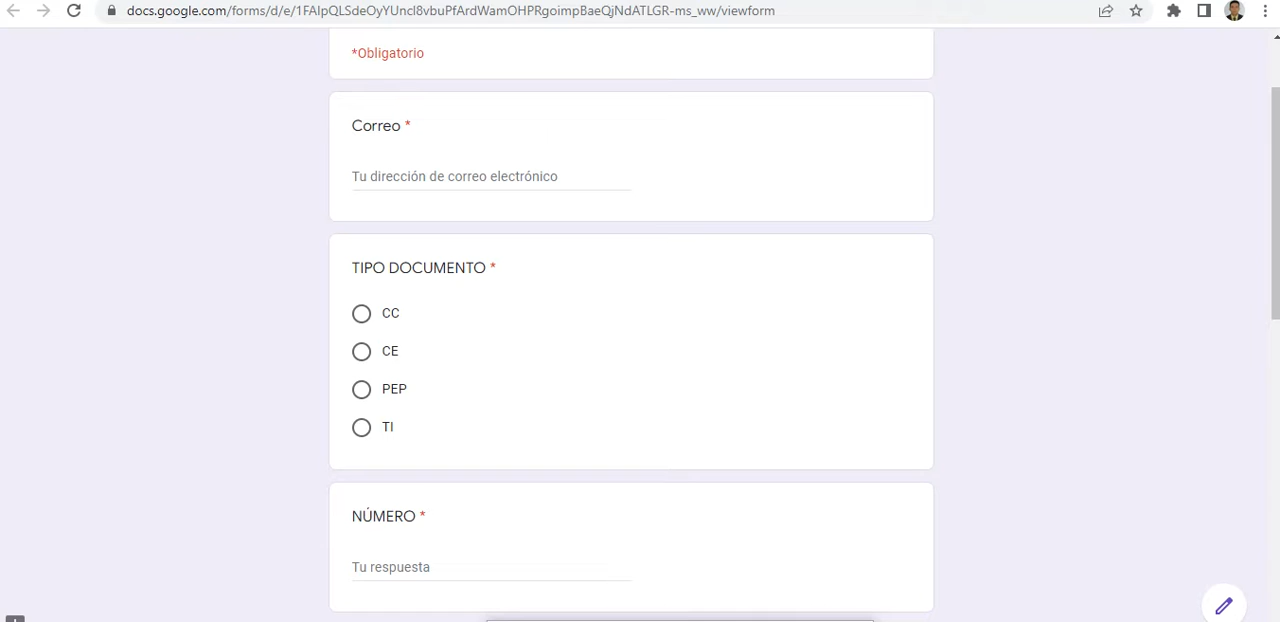 docs.google.com/forms/d/e/1FAIpQLSdeOyYUncI8vbuPfArdWamOHPRgoimpBaeQjNdATLGR-ms_ww/viewform
*Obligatorio
Correo *
Tu dirección de correo electrónico
TIPO DOCUMENTO *
CC
CE
PEP
TI
NÚMERO *
Tu respuesta